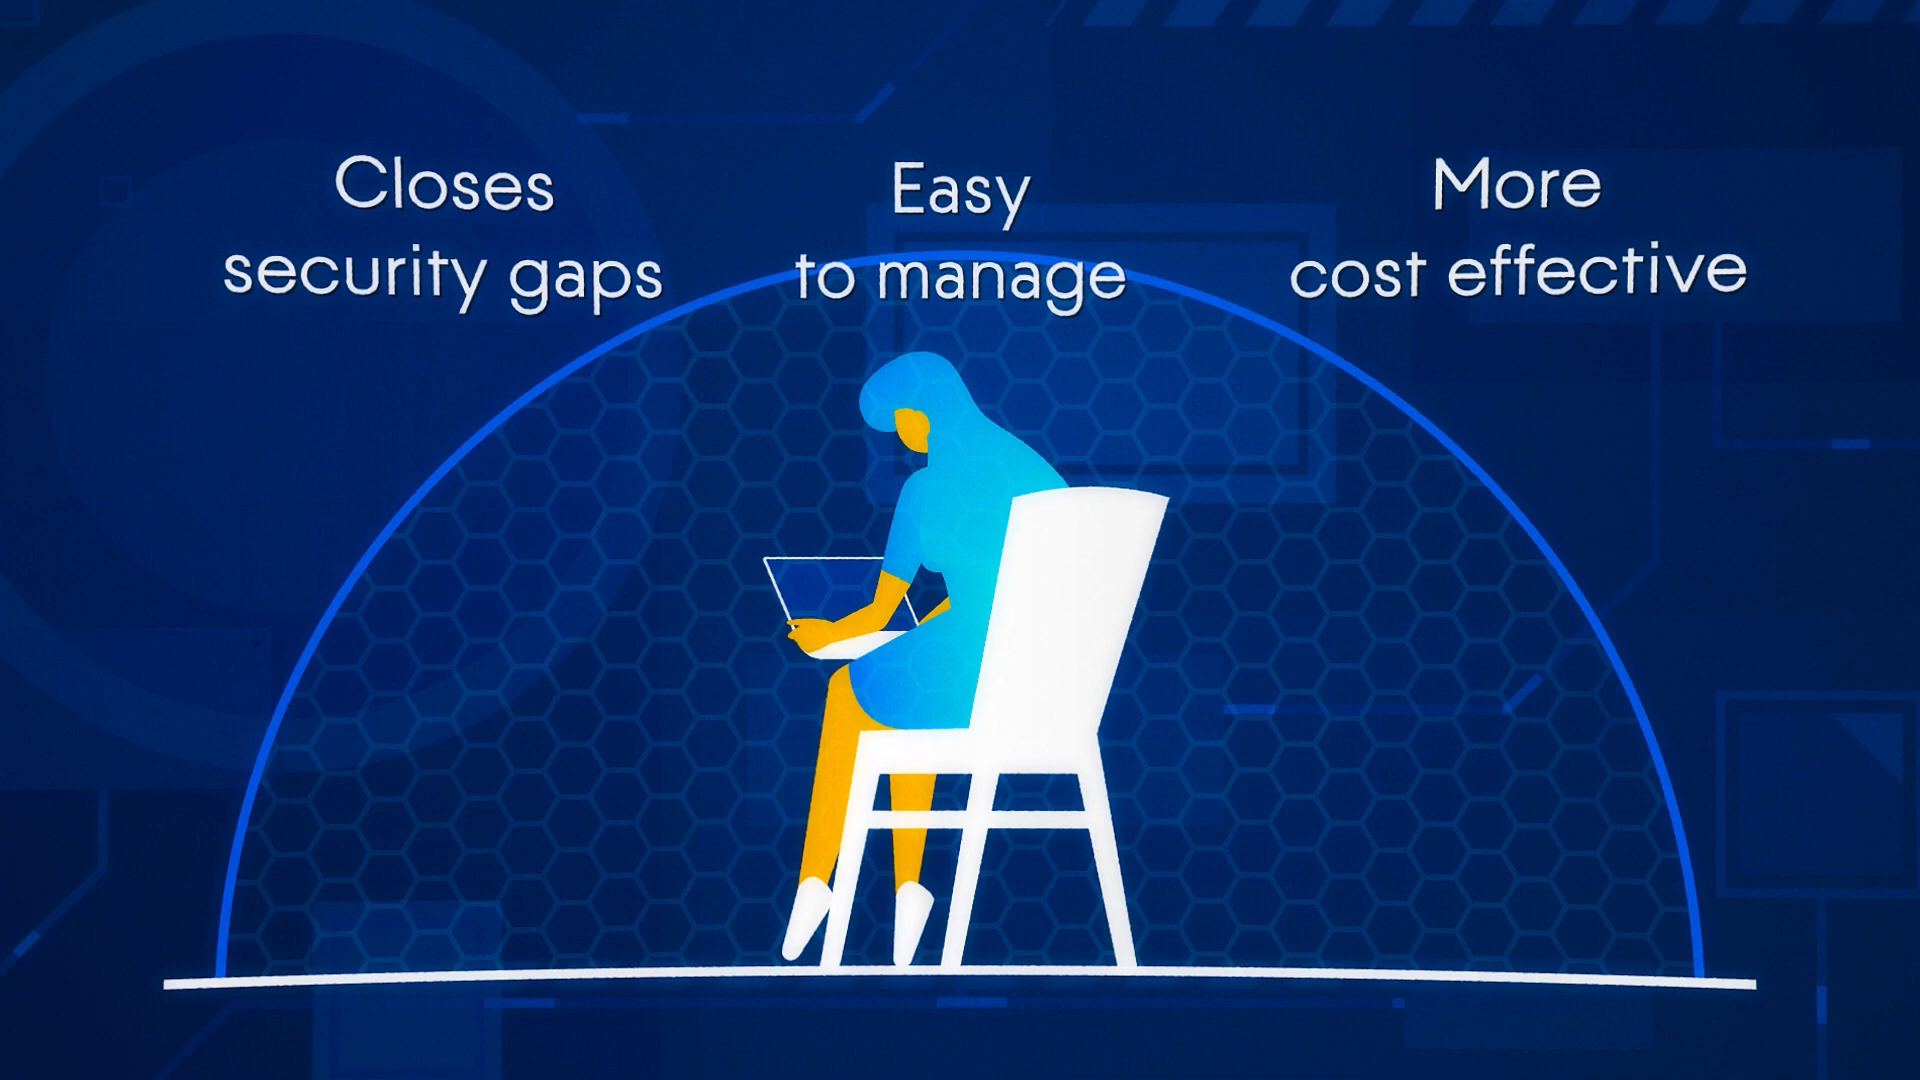 Closes
security gaps
Easy
to manage
More
cost effective